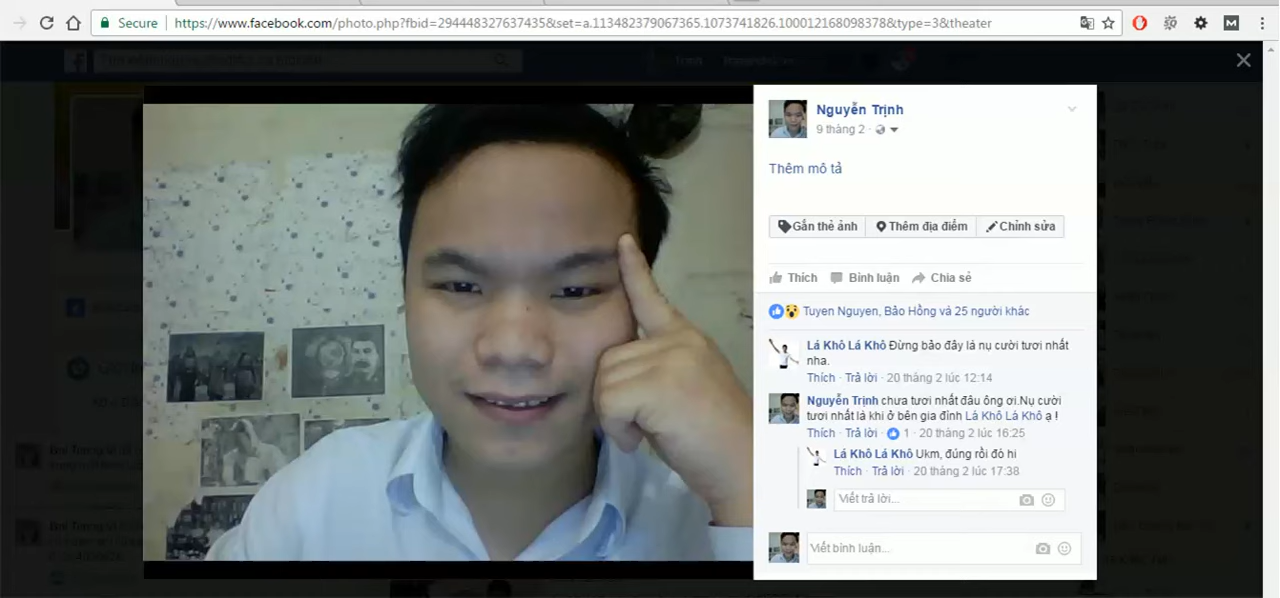 Secure https://www.facebook.com/photo.php?fbid=294448327637435&set=a.113482379067365.1073741826.100012168098378&type=3&theater
Nguyễn Trịnh
9 tháng 2 ·
Thêm mô tả
Gắn thẻ ảnh Thêm địa điểm Chỉnh sửa
Thích Bình luận Chia sẻ
Tuyen Nguyen, Bảo Hồng và 25 người khác
Lá Khô Lá Khô Đừng bảo đây là nụ cười tươi nhất
nha.
Thích · Trả lời · 20 tháng 2 lúc 12:14
Nguyễn Trịnh chưa tươi nhất đâu ông ơi.Nụ cười
tươi nhất là khi ở bên gia đình Lá Khô Lá Khô ạ !
Thích · Trả lời · 1 · 20 tháng 2 lúc 16:25
Lá Khô Lá Khô Ukm, đúng rồi đó hi
Thích · Trả lời · 20 tháng 2 lúc 17:38
Viết trả lời...
Viết bình luận...